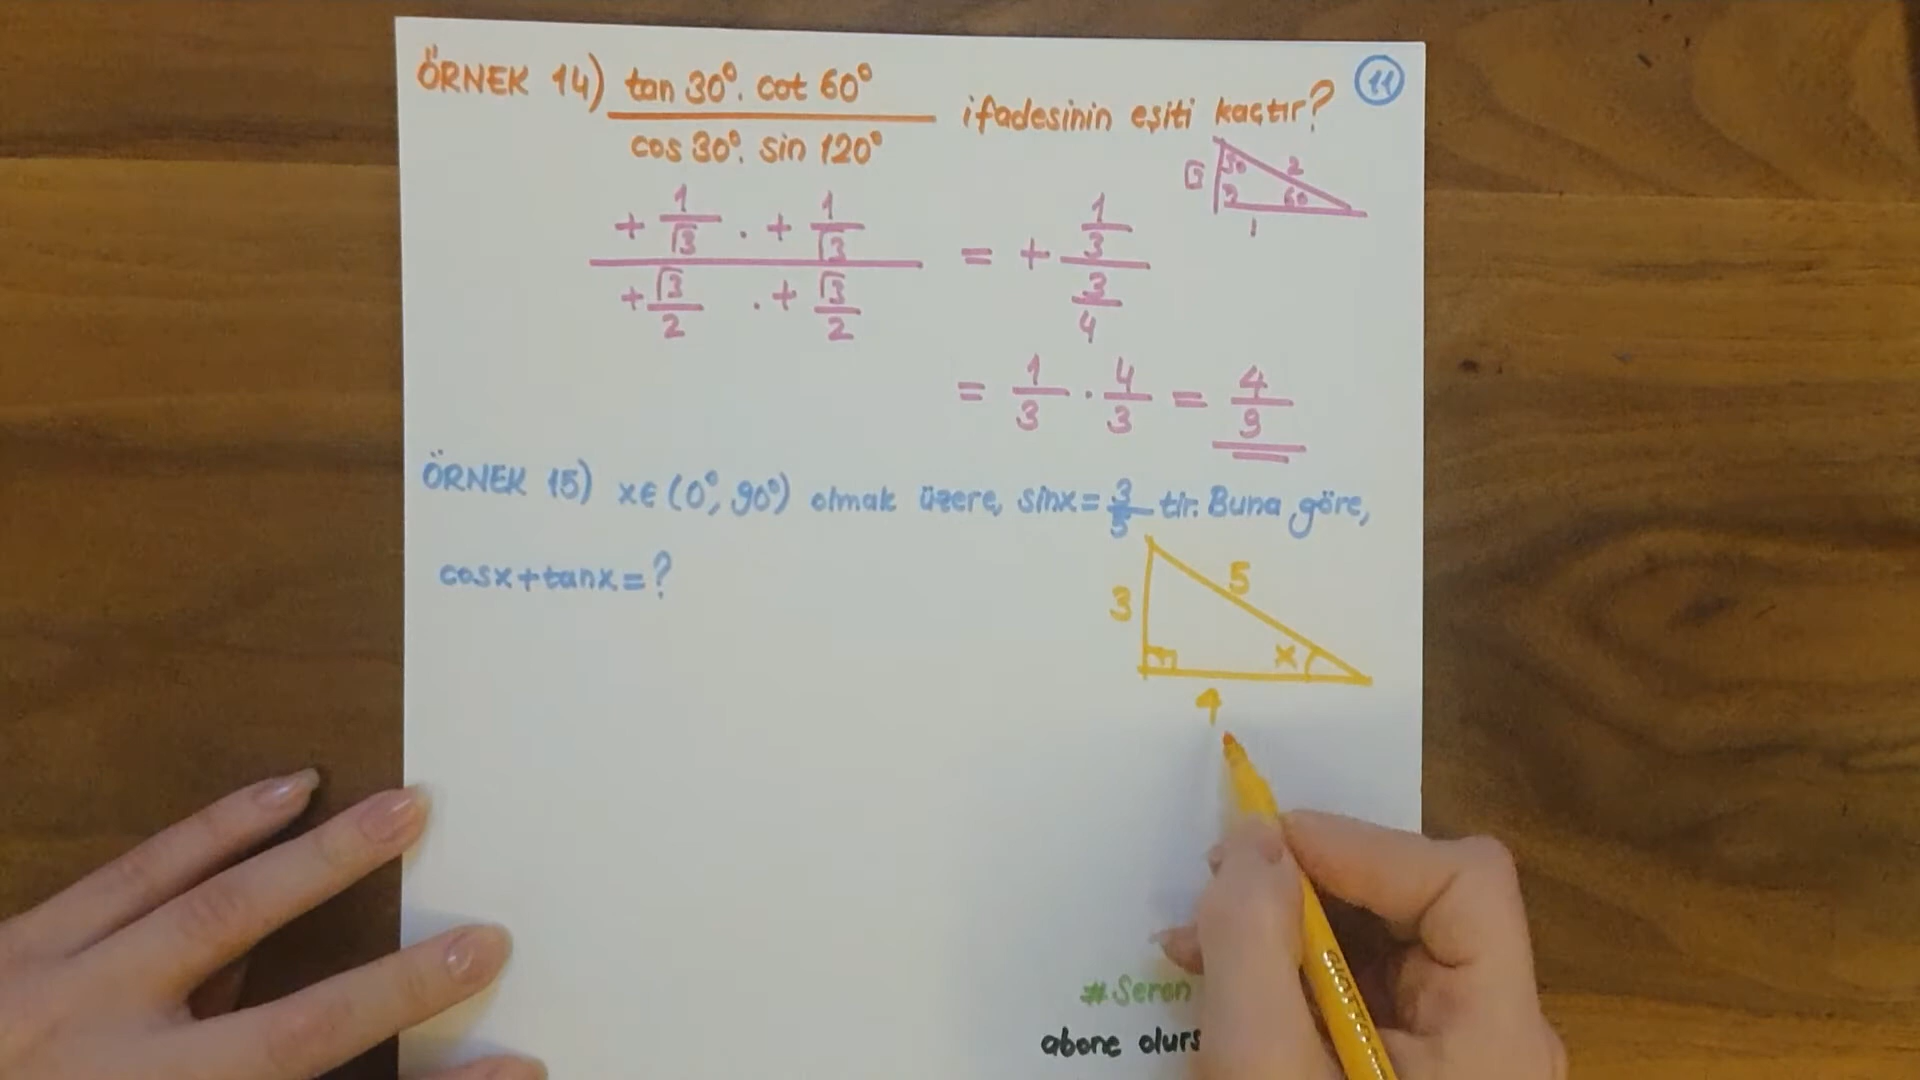 ÖRNEK 14) tan 30°. cot 60° / cos 30°. sin 120° ifadesinin eşiti kaçtır? 11
+ 1/√3 . + 1/√3 / + √3/2 . + √3/2 = + 1/3 / 3/4
30 2
60
1
= 1/3 . 4/3 = 4/9
ÖRNEK 15) x∈(0°, 90°) olmak üzere, sinx = 3/5 tir. Buna göre,
cosx+tanx=?
5
3
x
4
#Seren
abone olurs
GIOTTO